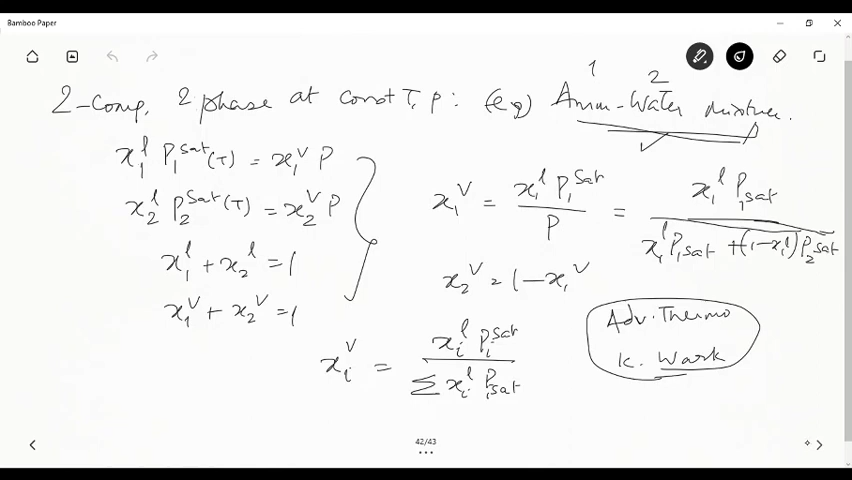 Bamboo Paper
1 2
2-Comp. 2 phase at const T, p : (eg) Amm-Water mixture.
x₁ˡ P₁ˢᵃᵗ(T) = x₁ⱽ P
x₂ˡ P₂ˢᵃᵗ(T) = x₂ⱽ P
x₁ˡ + x₂ˡ = 1
x₁ⱽ + x₂ⱽ = 1
x₁ⱽ = x₁ˡ P₁ˢᵃᵗ / P = x₁ˡ P₁sat / x₁ˡ P₁sat + (1-x₁ˡ) P₂sat
x₂ⱽ = 1 - x₁ⱽ
xᵢⱽ = xᵢˡ Pᵢˢᵃᵗ / Σ xᵢˡ Pᵢsat
Adv. Thermo
K. Wark
42/43